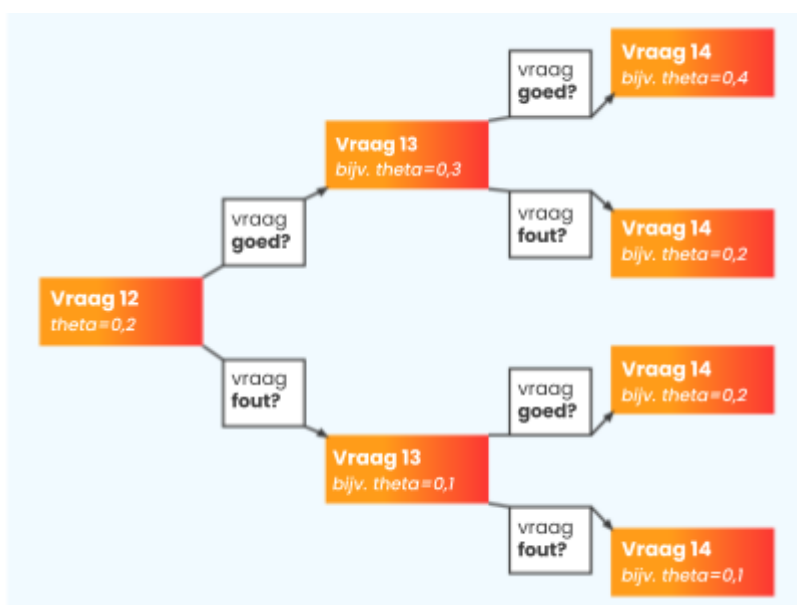 Vraag 12
theta=0,2
vraag
goed?
vraag
fout?
Vraag 13
bijv. theta=0,3
Vraag 13
bijv. theta=0,1
vraag
goed?
vraag
fout?
vraag
goed?
vraag
fout?
Vraag 14
bijv. theta=0,4
Vraag 14
bijv. theta=0,2
Vraag 14
bijv. theta=0,2
Vraag 14
bijv. theta=0,1